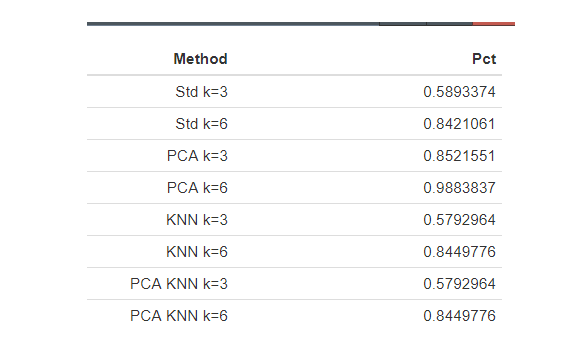 Method Pct
Std k=3 0.5893374
Std k=6 0.8421061
PCA k=3 0.8521551
PCA k=6 0.9883837
KNN k=3 0.5792964
KNN k=6 0.8449776
PCA KNN k=3 0.5792964
PCA KNN k=6 0.8449776